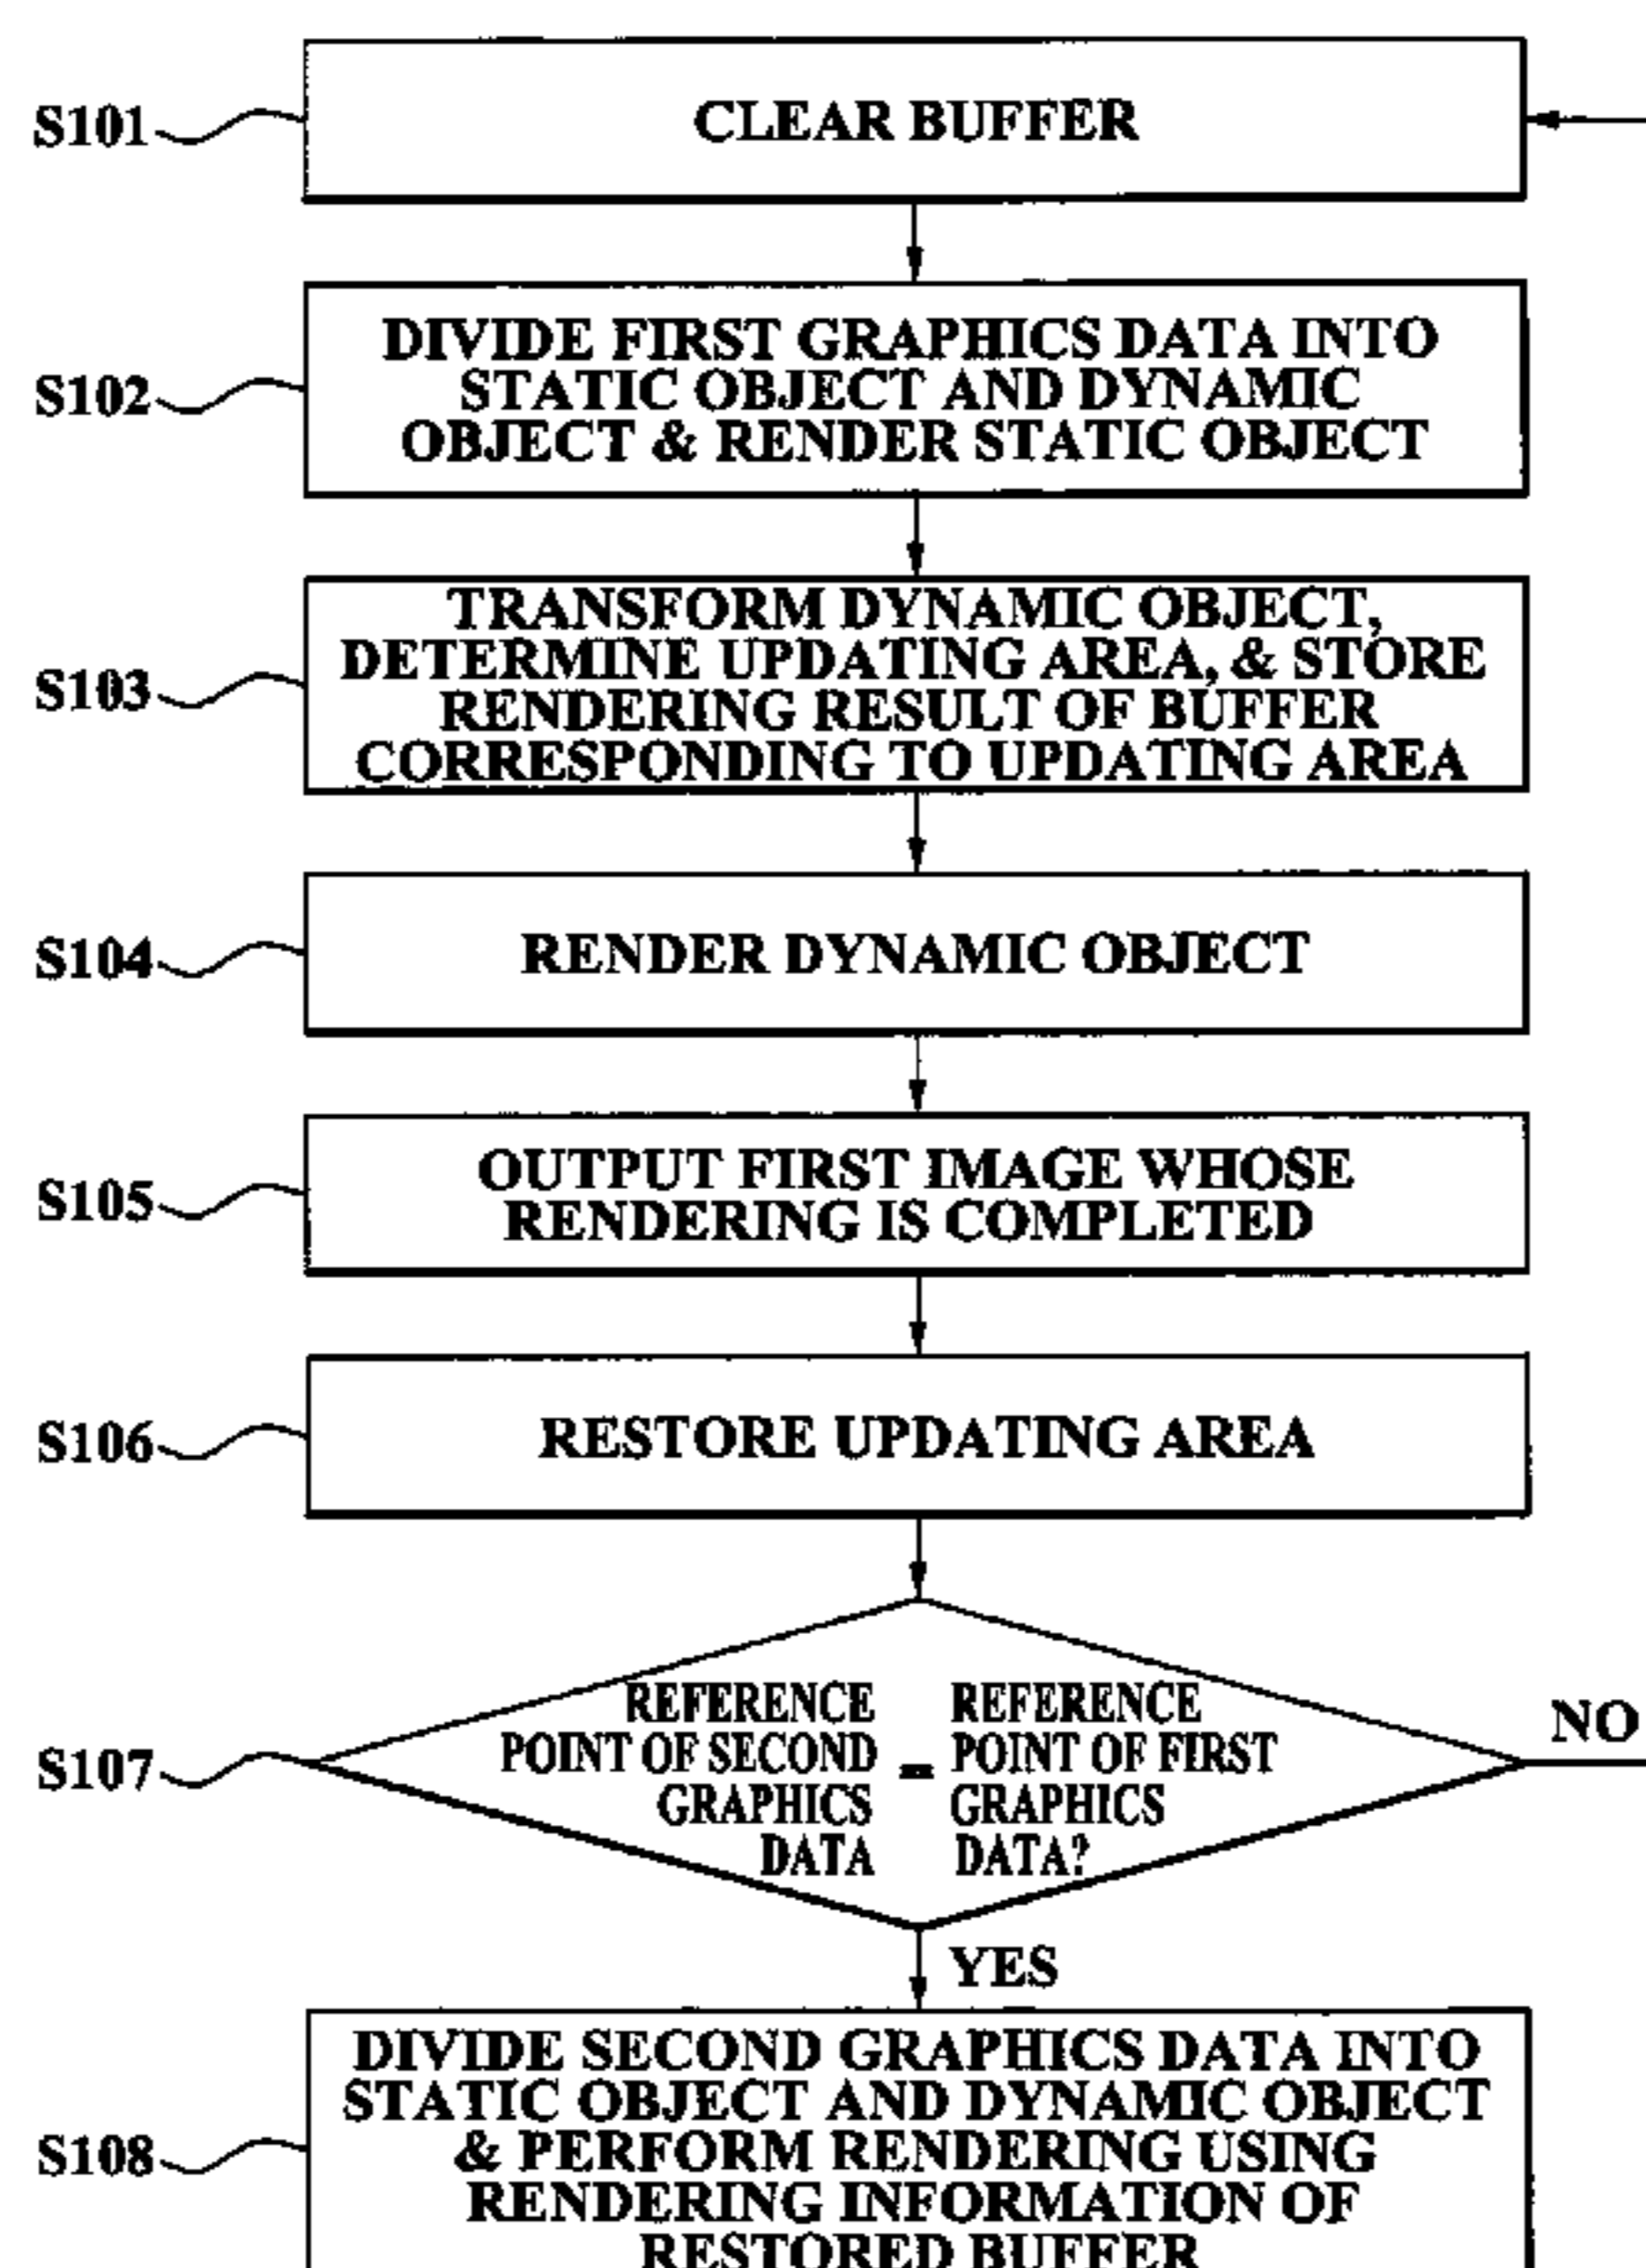 S101
CLEAR BUFFER
S102
DIVIDE FIRST GRAPHICS DATA INTO
STATIC OBJECT AND DYNAMIC
OBJECT & RENDER STATIC OBJECT
S103
TRANSFORM DYNAMIC OBJECT,
DETERMINE UPDATING AREA, & STORE
RENDERING RESULT OF BUFFER
CORRESPONDING TO UPDATING AREA
S104
RENDER DYNAMIC OBJECT
S105
OUTPUT FIRST IMAGE WHOSE
RENDERING IS COMPLETED
S106
RESTORE UPDATING AREA
S107
REFERENCE
POINT OF SECOND
GRAPHICS
DATA
=
REFERENCE
POINT OF FIRST
GRAPHICS
DATA?
NO
YES
S108
DIVIDE SECOND GRAPHICS DATA INTO
STATIC OBJECT AND DYNAMIC OBJECT
& PERFORM RENDERING USING
RENDERING INFORMATION OF
RESTORED BUFFER